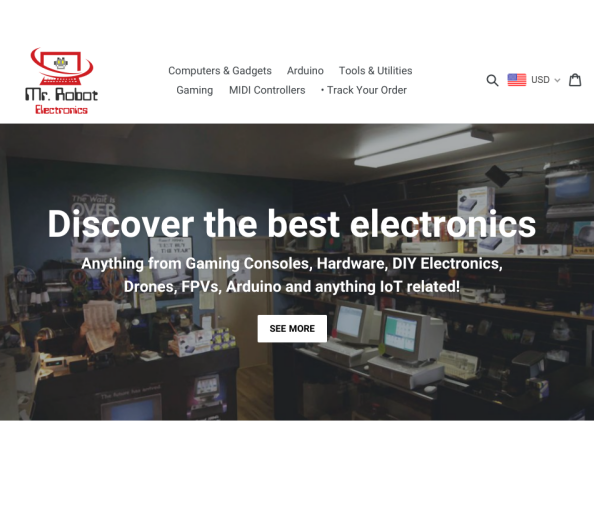 Mr. Robot
Electronics
Computers & Gadgets Arduino Tools & Utilities
Gaming MIDI Controllers • Track Your Order
USD
Discover the best electronics
Anything from Gaming Consoles, Hardware, DIY Electronics,
Drones, FPVs, Arduino and anything IoT related!
SEE MORE
OVER